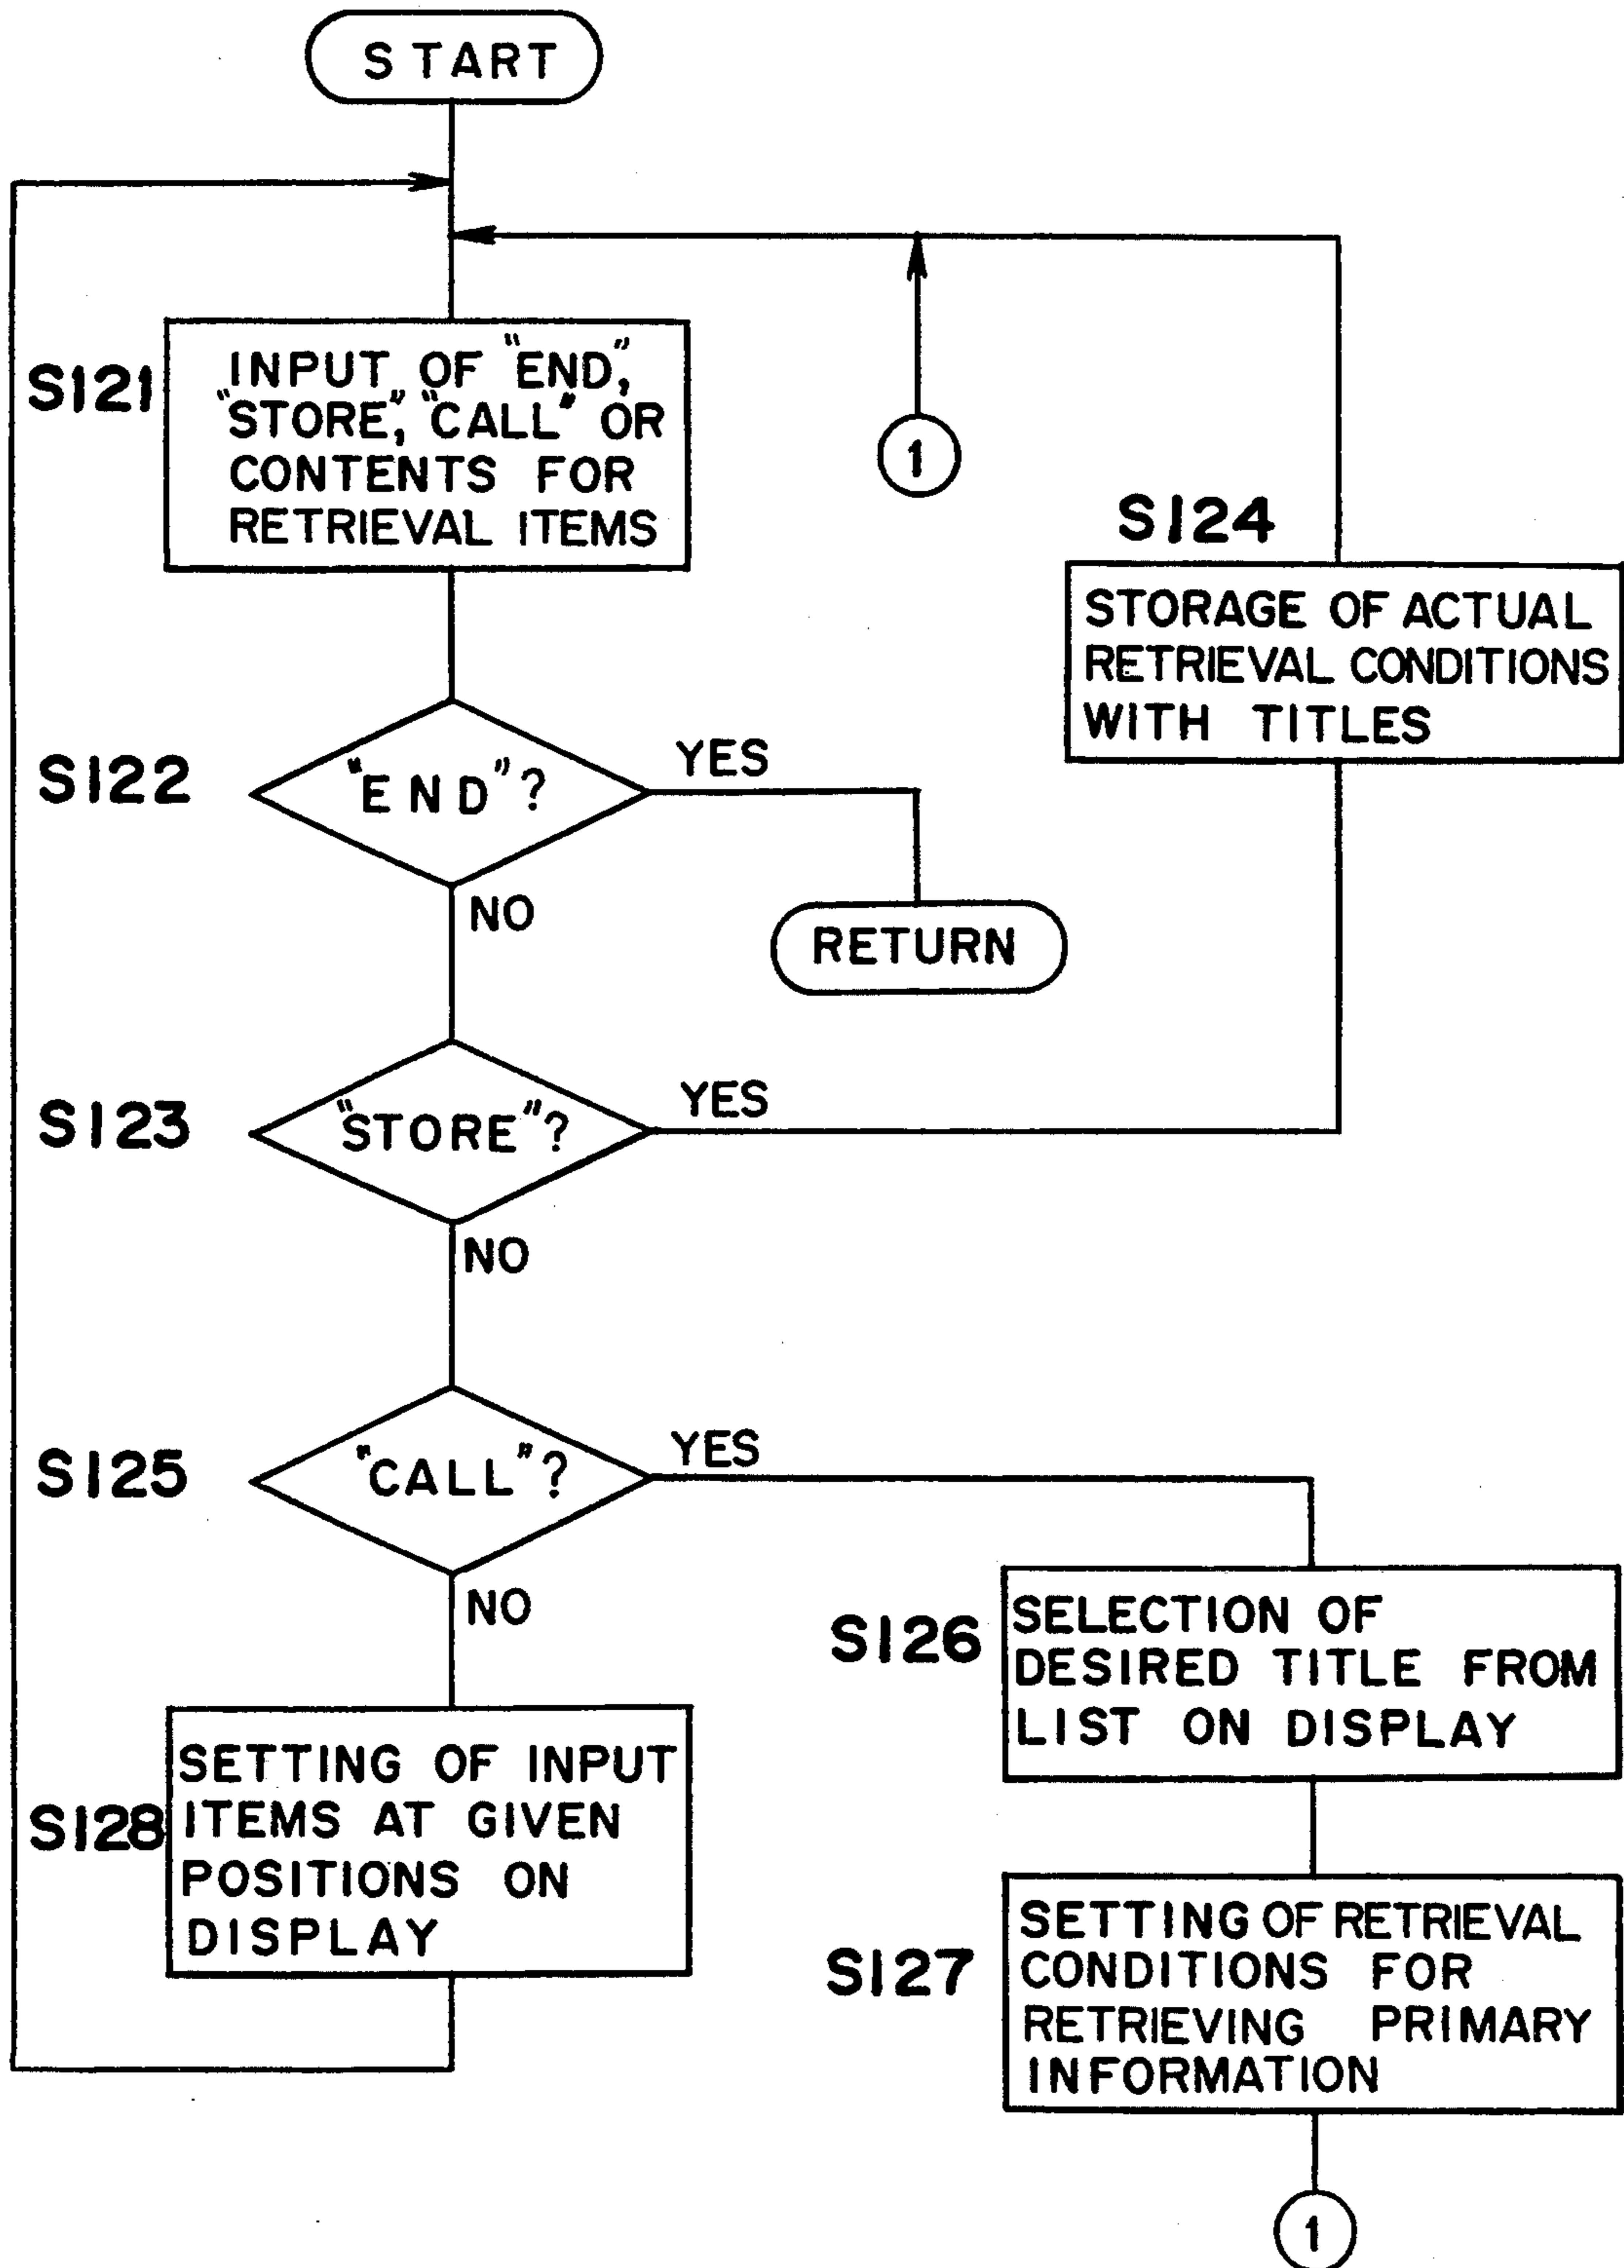 START
S121
INPUT OF "END",
"STORE", "CALL" OR
CONTENTS FOR
RETRIEVAL ITEMS
1
S124
STORAGE OF ACTUAL
RETRIEVAL CONDITIONS
WITH TITLES
S122
"END"?
YES
NO
RETURN
S123
"STORE"?
YES
NO
S125
"CALL"?
YES
NO
S126
SELECTION OF
DESIRED TITLE FROM
LIST ON DISPLAY
S128
SETTING OF INPUT
ITEMS AT GIVEN
POSITIONS ON
DISPLAY
S127
SETTING OF RETRIEVAL
CONDITIONS FOR
RETRIEVING PRIMARY
INFORMATION
1